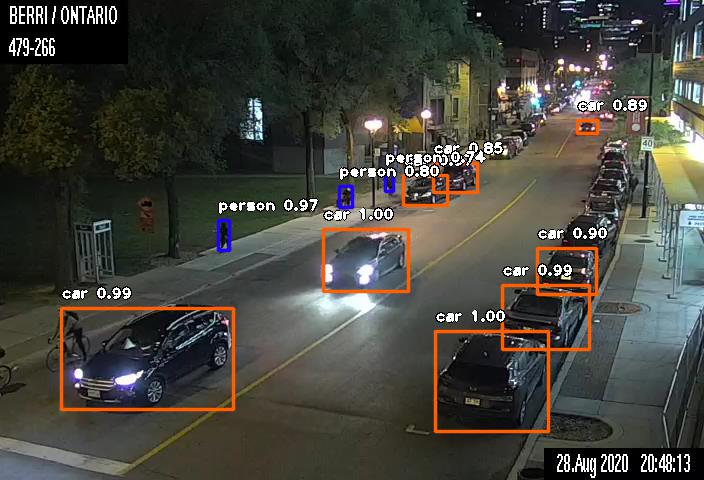 BERRI / ONTARIO
479-266
car 0.89
car 0.85
person 0.74
person 0.80
person 0.97
car 1.00
car 0.90
car 0.99
car 0.99
car 1.00
40
28.Aug 2020 20:48:13